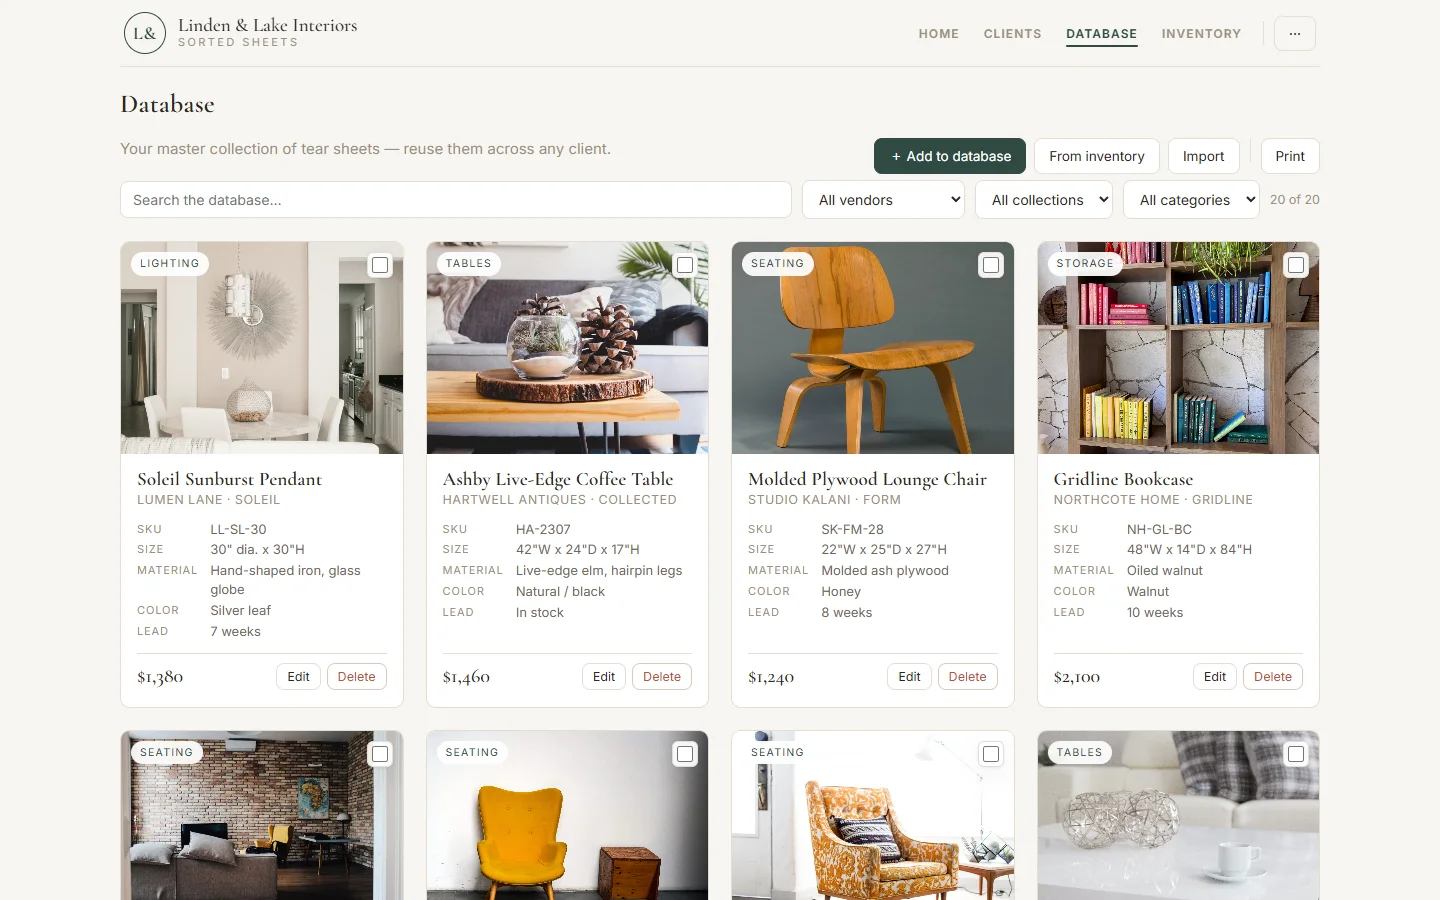 L&
Linden & Lake Interiors
SORTED SHEETS
HOME
CLIENTS
DATABASE
INVENTORY
···
Database
Your master collection of tear sheets — reuse them across any client.
+ Add to database
From inventory
Import
Print
Search the database...
All vendors
All collections
All categories
20 of 20
LIGHTING
Soleil Sunburst Pendant
LUMEN LANE · SOLEIL
SKU LL-SL-30
SIZE 30" dia. x 30"H
MATERIAL Hand-shaped iron, glass
globe
COLOR Silver leaf
LEAD 7 weeks
$1,380
Edit
Delete
TABLES
Ashby Live-Edge Coffee Table
HARTWELL ANTIQUES · COLLECTED
SKU HA-2307
SIZE 42"W x 24"D x 17"H
MATERIAL Live-edge elm, hairpin legs
COLOR Natural / black
LEAD In stock
$1,460
Edit
Delete
SEATING
Molded Plywood Lounge Chair
STUDIO KALANI · FORM
SKU SK-FM-28
SIZE 22"W x 25"D x 27"H
MATERIAL Molded ash plywood
COLOR Honey
LEAD 8 weeks
$1,240
Edit
Delete
STORAGE
Gridline Bookcase
NORTHCOTE HOME · GRIDLINE
SKU NH-GL-BC
SIZE 48"W x 14"D x 84"H
MATERIAL Oiled walnut
COLOR Walnut
LEAD 10 weeks
$2,100
Edit
Delete
SEATING
SEATING
SEATING
TABLES